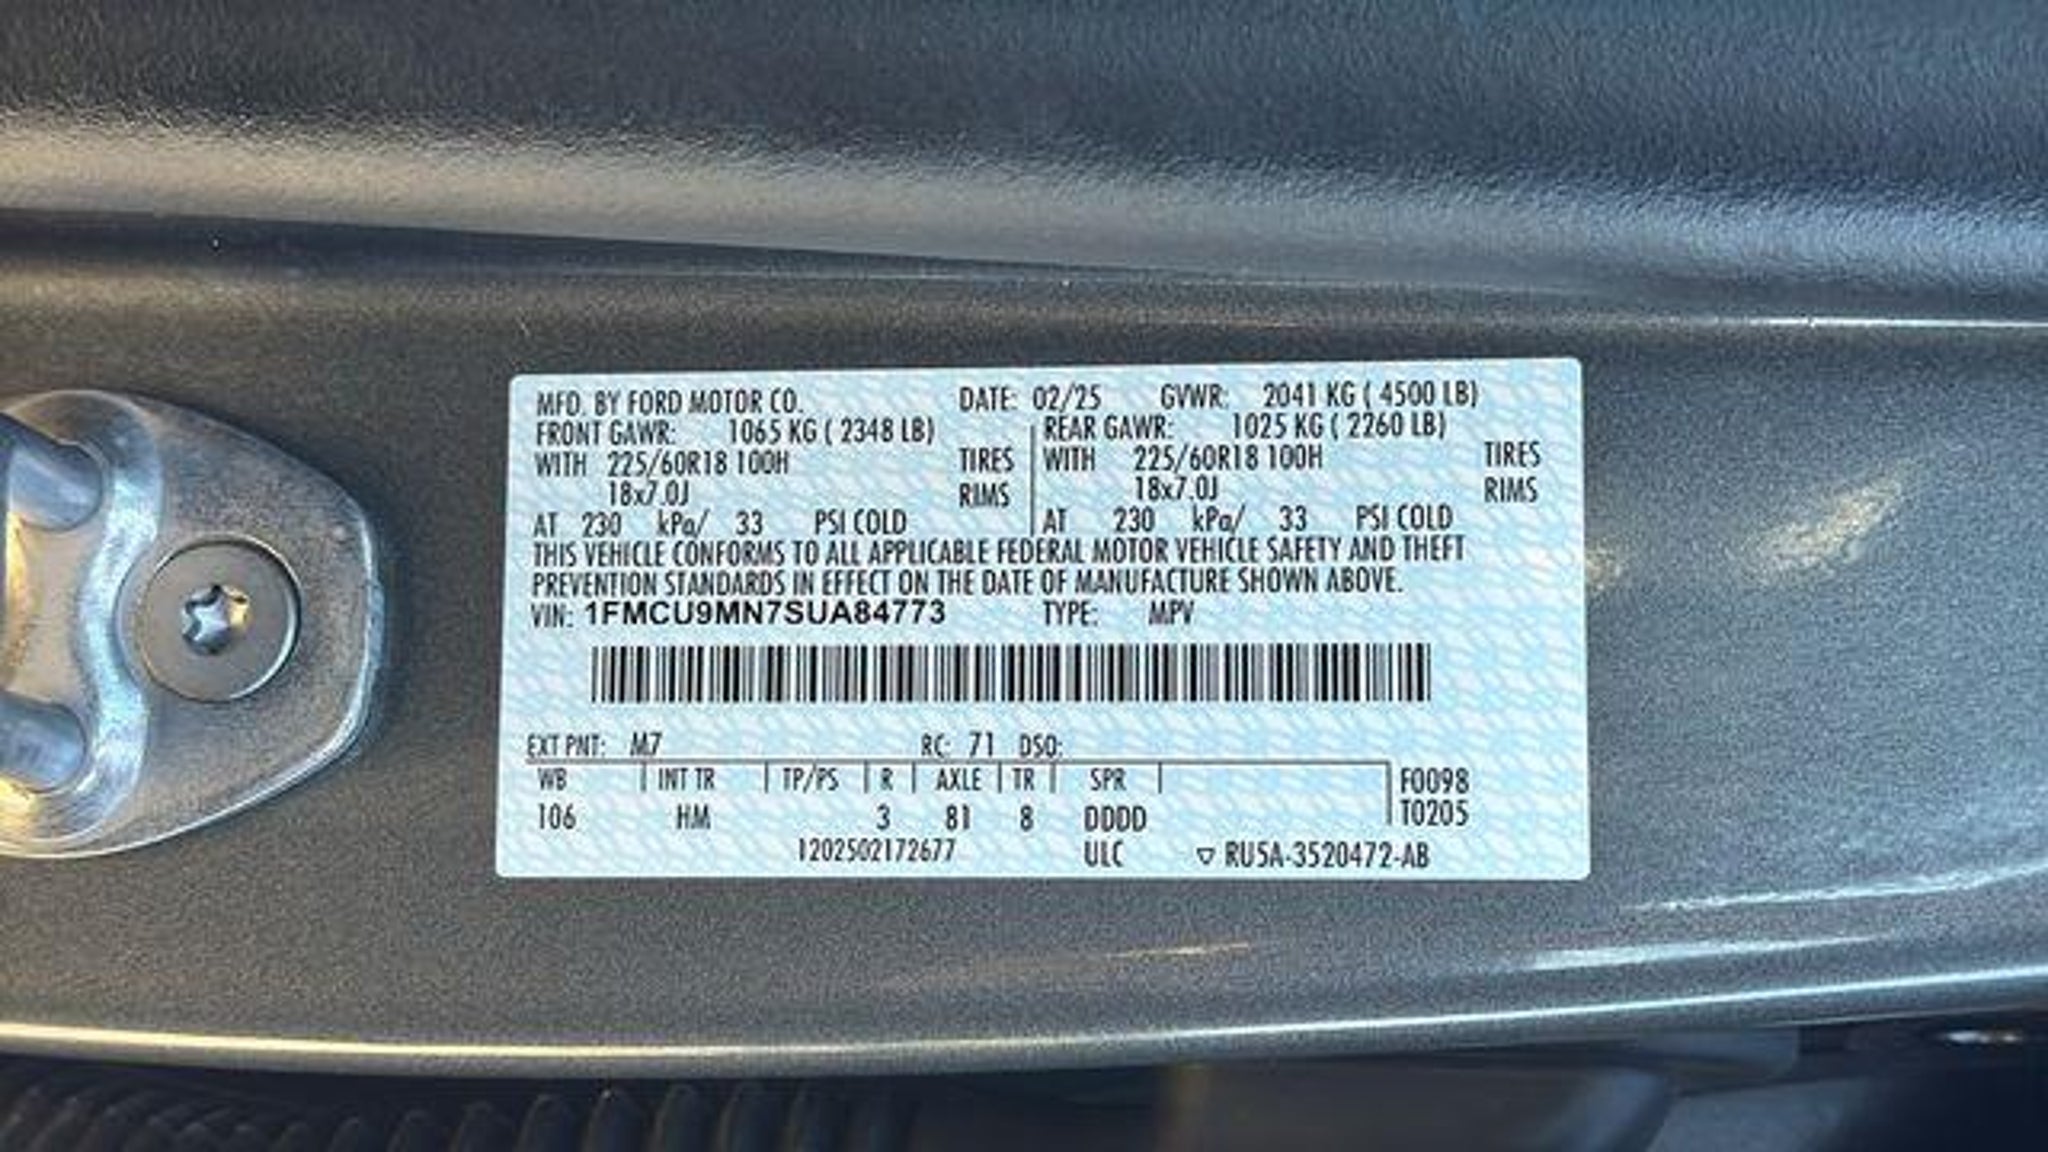 MFD. BY FORD MOTOR CO. DATE: 02/25 GVWR: 2041 KG ( 4500 LB)
FRONT GAWR: 1065 KG ( 2348 LB) REAR GAWR: 1025 KG ( 2260 LB)
WITH 225/60R18 100H TIRES WITH 225/60R18 100H TIRES
18x7.0J RIMS 18x7.0J RIMS
AT 230 kPa/ 33 PSI COLD AT 230 kPa/ 33 PSI COLD
THIS VEHICLE CONFORMS TO ALL APPLICABLE FEDERAL MOTOR VEHICLE SAFETY AND THEFT
PREVENTION STANDARDS IN EFFECT ON THE DATE OF MANUFACTURE SHOWN ABOVE.
VIN: 1FMCU9MN7SUA84773 TYPE: MPV
EXT PNT: M7 RC: 71 DSO:
WB INT TR TP/PS R AXLE TR SPR F0098
106 HM 3 81 8 DDDD T0205
1202502172677 ULC ▽ RU5A-3520472-AB